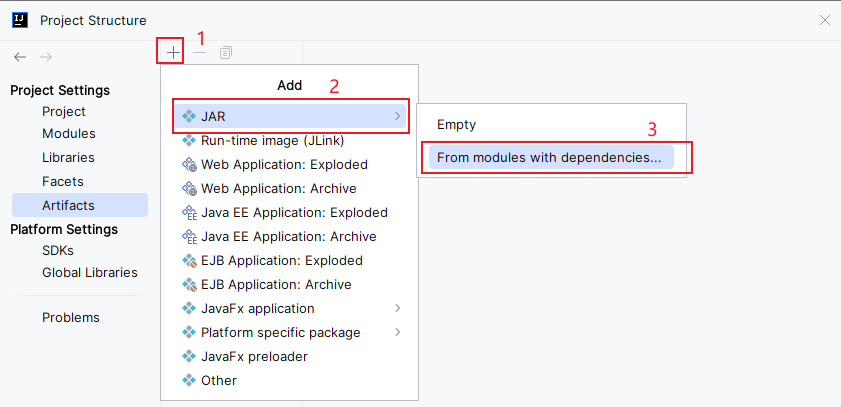 IJ
Project Structure
1
Project Settings
Project
Modules
Libraries
Facets
Artifacts
Platform Settings
SDKs
Global Libraries
Problems
Add 2
JAR
Run-time image (JLink)
Web Application: Exploded
Web Application: Archive
Java EE Application: Exploded
Java EE Application: Archive
EJB Application: Exploded
EJB Application: Archive
JavaFx application
Platform specific package
JavaFx preloader
Other
Empty
3
From modules with dependencies...